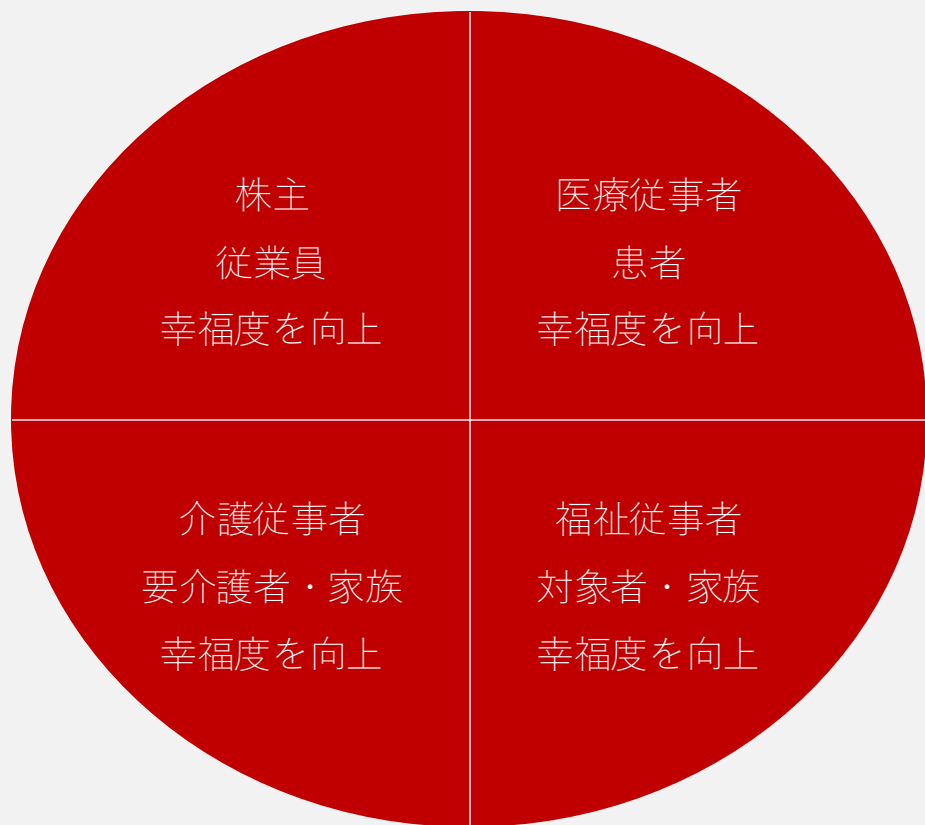 株主
従業員
幸福度を向上
医療従事者
患者
幸福度を向上
介護従事者
要介護者・家族
幸福度を向上
福祉従事者
対象者・家族
幸福度を向上